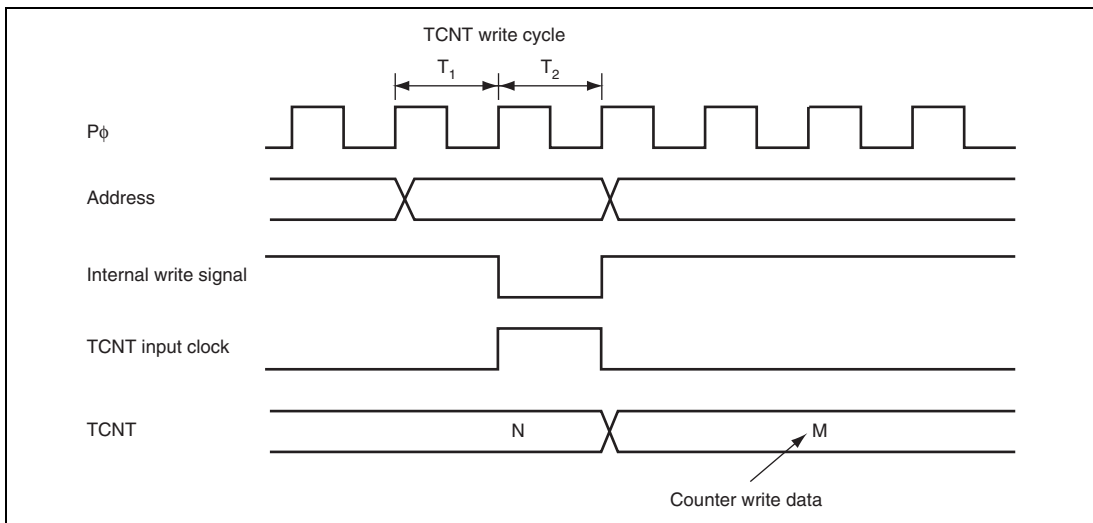 TCNT write cycle
T1 T2
Pϕ
Address
Internal write signal
TCNT input clock
TCNT N M
Counter write data